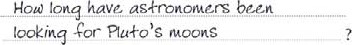 How long have astronomers been
looking for Pluto's moons ?